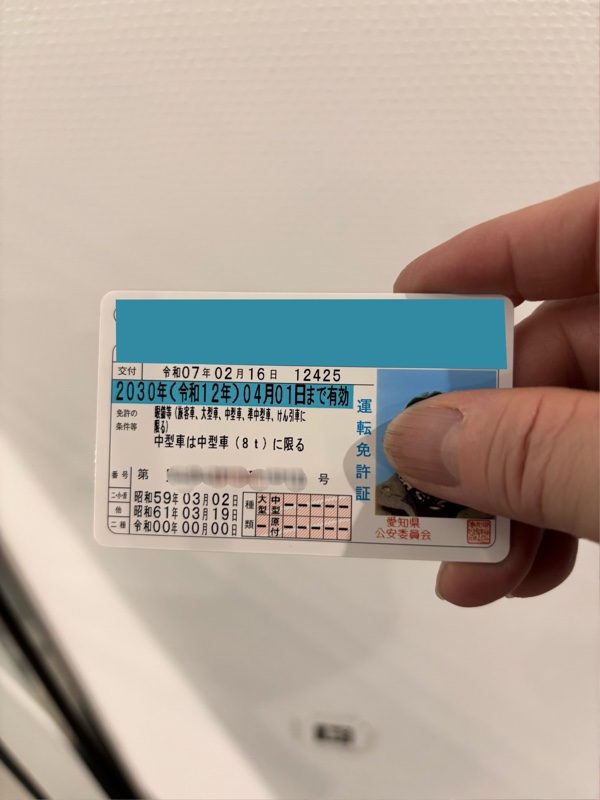 交付 令和07年02月16日 12425
2030年(令和12年)04月01日まで有効
免許の
条件等
眼鏡等(旅客車、大型車、中型車、準中型車、けん引車に
限る)
中型車は中型車(8t)に限る
番号 第 号
二・小・原 昭和59年03月02日
他 昭和61年03月19日
二種 令和00年00月00日
種類
大型 中型 － － － － －
－ 原付 － － － － －
運転免許証
愛知県
公安委員会